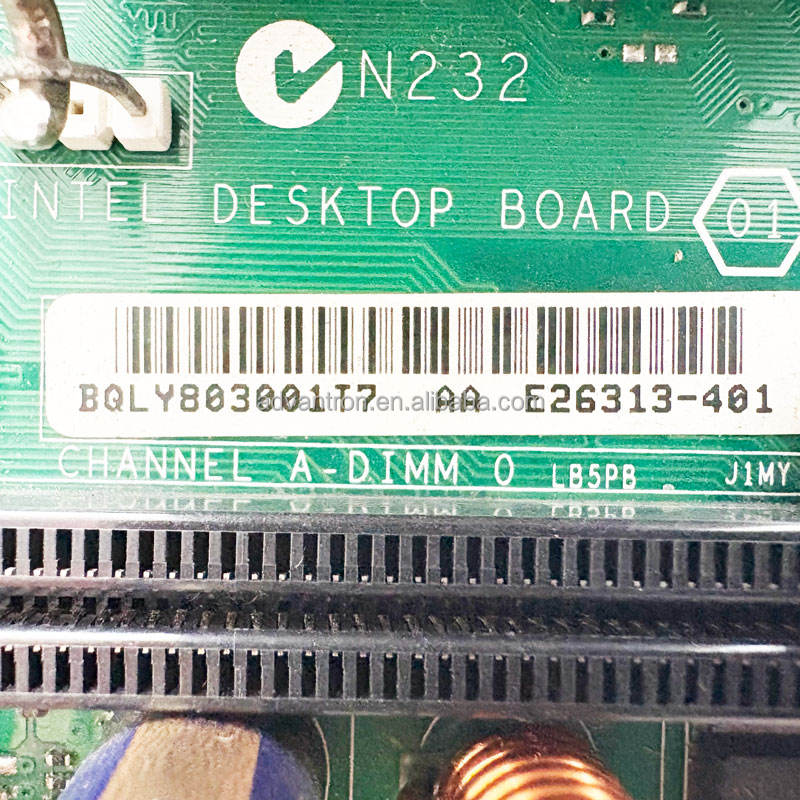 N232
INTEL DESKTOP BOARD 01
BQLY803001T7 AA E26313-401
advantron.en.alibaba.com
CHANNEL A-DIMM 0 LB5PB J1MY